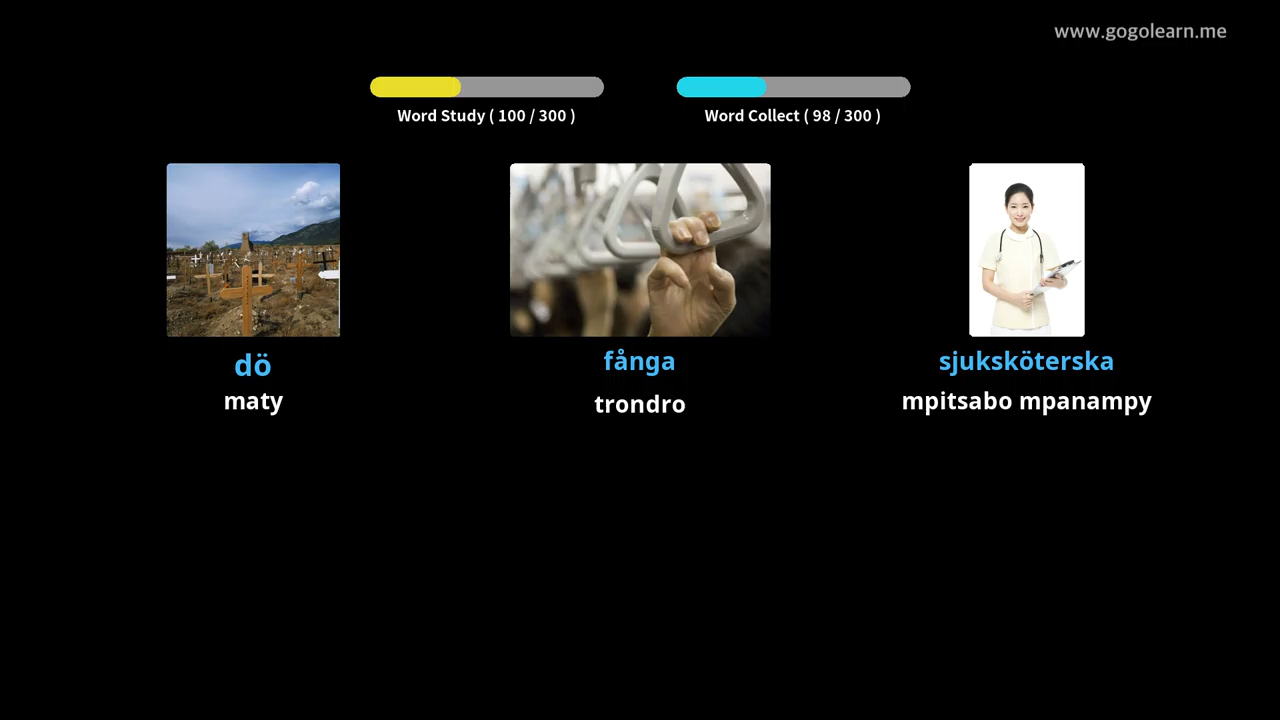 www.gogolearn.me
Word Study ( 100 / 300 )
Word Collect ( 98 / 300 )
dö
fånga
sjuksköterska
maty
trondro
mpitsabo mpanampy